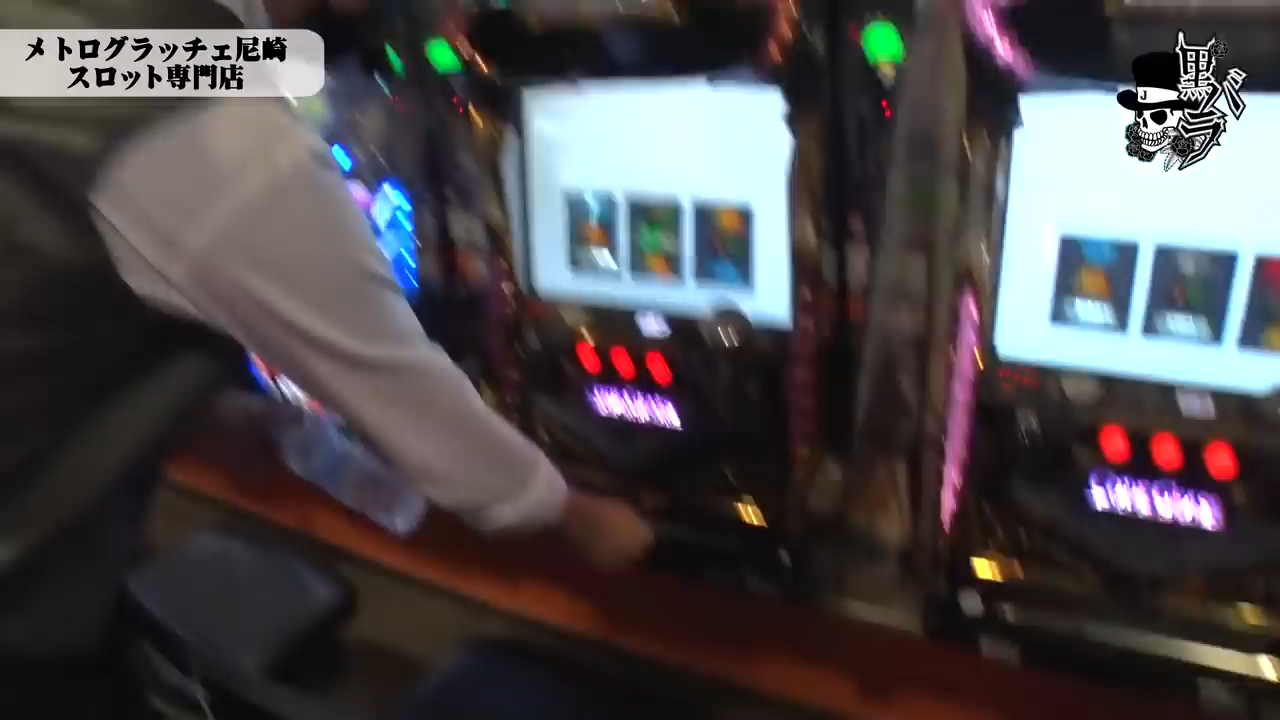 メトログラッチェ尼崎
スロット専門店
黒バラ
J